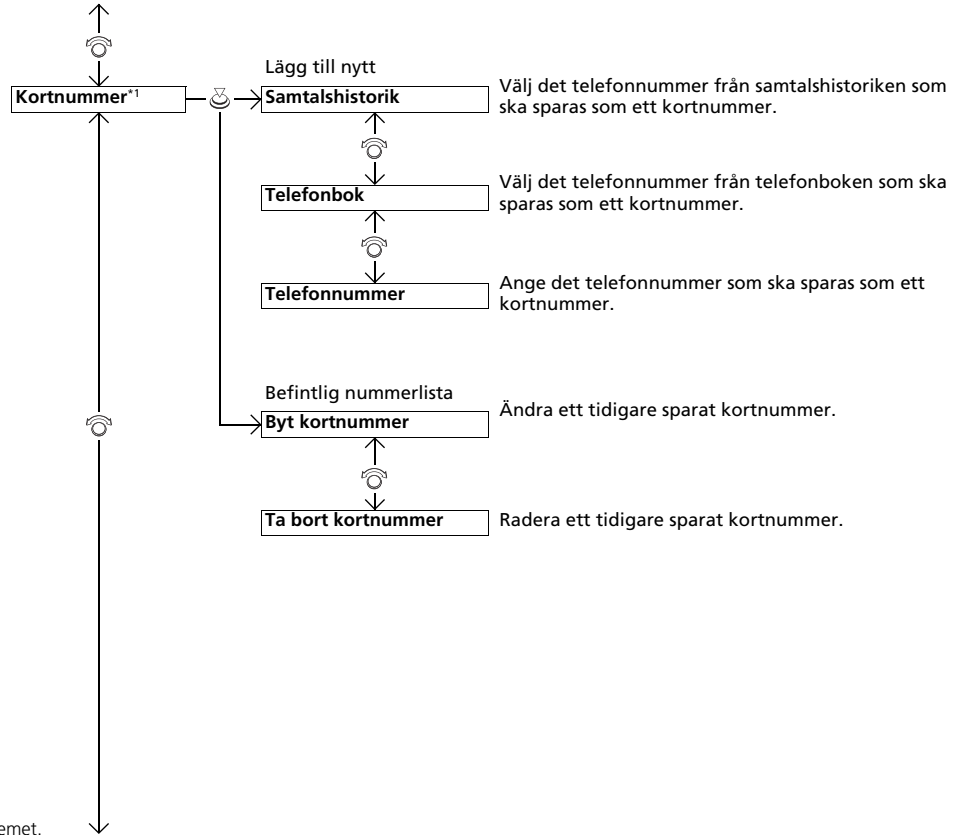 Lägg till nytt
Kortnummer*1
Samtalshistorik
Välj det telefonnummer från samtalshistoriken som
ska sparas som ett kortnummer.
Telefonbok
Välj det telefonnummer från telefonboken som ska
sparas som ett kortnummer.
Telefonnummer
Ange det telefonnummer som ska sparas som ett
kortnummer.
Befintlig nummerlista
Byt kortnummer
Ändra ett tidigare sparat kortnummer.
Ta bort kortnummer
Radera ett tidigare sparat kortnummer.
emet.